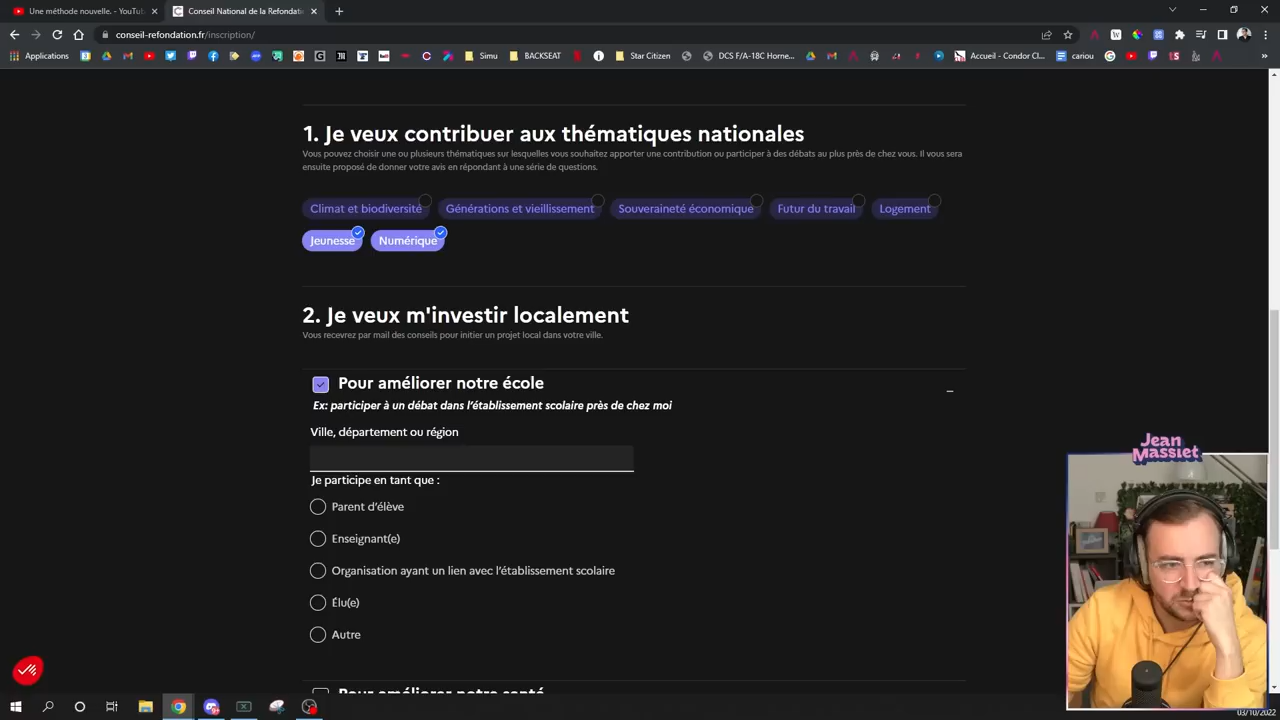 Une méthode nouvelle. - YouTu
Conseil National de la Refondati
conseil-refondation.fr/inscription/
Applications
Simu
BACKSEAT
Star Citizen
DCS F/A-18C Horne...
Accueil - Condor Cl...
cariou
1. Je veux contribuer aux thématiques nationales
Vous pouvez choisir une ou plusieurs thématiques sur lesquelles vous souhaitez apporter une contribution ou participer à des débats au plus près de chez vous. Il vous sera
ensuite proposé de donner votre avis en répondant à une série de questions.
Climat et biodiversité
Générations et vieillissement
Souveraineté économique
Futur du travail
Logement
Jeunesse
Numérique
2. Je veux m'investir localement
Vous recevrez par mail des conseils pour initier un projet local dans votre ville.
Pour améliorer notre école
Ex: participer à un débat dans l'établissement scolaire près de chez moi
Ville, département ou région
Je participe en tant que :
Parent d'élève
Enseignant(e)
Organisation ayant un lien avec l'établissement scolaire
Élu(e)
Autre
Pour améliorer notre santé
Jean
Massiet
03/10/2022